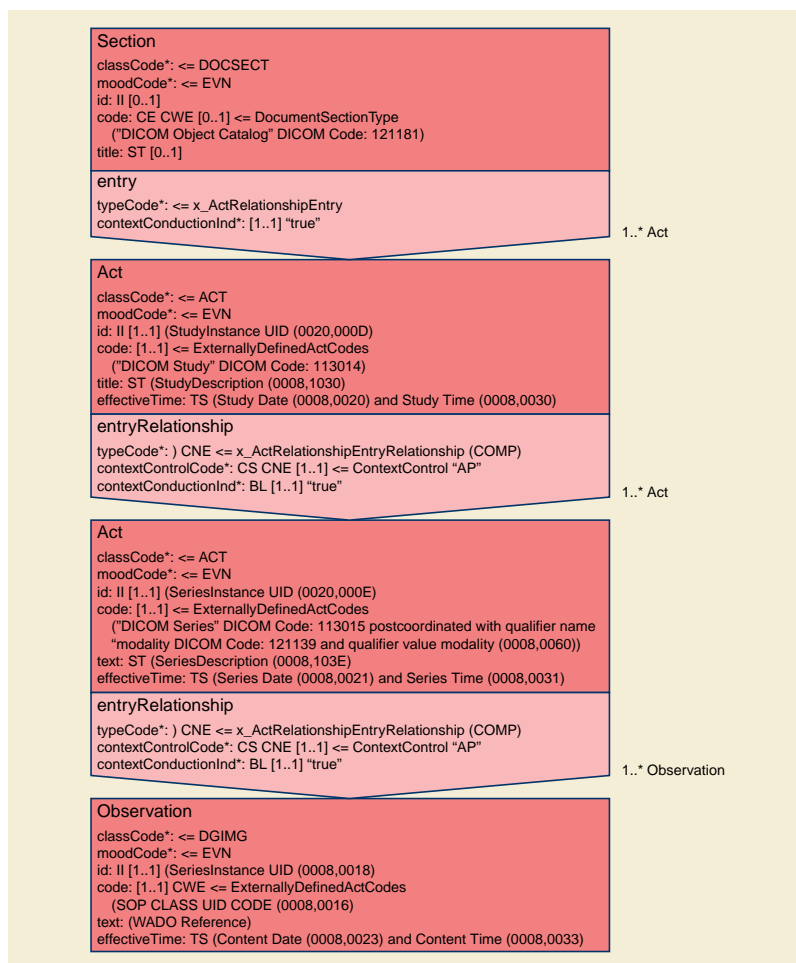 Section
classCode*: <= DOCSECT
moodCode*: <= EVN
id: II [0..1]
code: CE CWE [0..1] <= DocumentSectionType
("DICOM Object Catalog" DICOM Code: 121181)
title: ST [0..1]
entry
typeCode*: <= x_ActRelationshipEntry
contextConductionInd*: [1..1] “true”
1..* Act
Act
classCode*: <= ACT
moodCode*: <= EVN
id: II [1..1] (StudyInstance UID (0020,000D)
code: [1..1] <= ExternallyDefinedActCodes
("DICOM Study” DICOM Code: 113014)
title: ST (StudyDescription (0008,1030)
effectiveTime: TS (Study Date (0008,0020) and Study Time (0008,0030)
entryRelationship
typeCode*: ) CNE <= x_ActRelationshipEntryRelationship (COMP)
contextControlCode*: CS CNE [1..1] <= ContextControl “AP”
contextConductionInd*: BL [1..1] “true”
1..* Act
Act
classCode*: <= ACT
moodCode*: <= EVN
id: II [1..1] (SeriesInstance UID (0020,000E)
code: [1..1] <= ExternallyDefinedActCodes
("DICOM Series” DICOM Code: 113015 postcoordinated with qualifier name
“modality DICOM Code: 121139 and qualifier value modality (0008,0060))
text: ST (SeriesDescription (0008,103E)
effectiveTime: TS (Series Date (0008,0021) and Series Time (0008,0031)
entryRelationship
typeCode*: ) CNE <= x_ActRelationshipEntryRelationship (COMP)
contextControlCode*: CS CNE [1..1] <= ContextControl “AP”
contextConductionInd*: BL [1..1] “true”
1..* Observation
Observation
classCode*: <= DGIMG
moodCode*: <= EVN
id: II [1..1] (SeriesInstance UID (0008,0018)
code: [1..1] CWE <= ExternallyDefinedActCodes
(SOP CLASS UID CODE (0008,0016)
text: (WADO Reference)
effectiveTime: TS (Content Date (0008,0023) and Content Time (0008,0033)